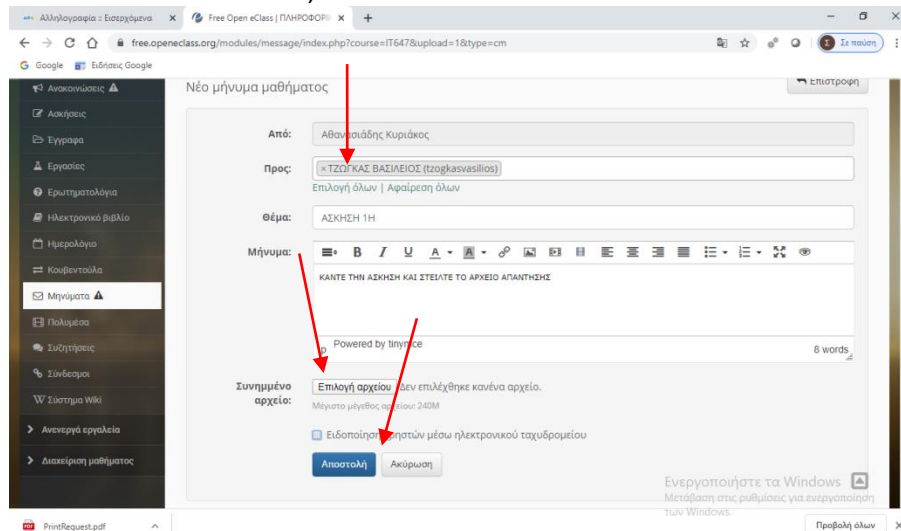 Αλληλογραφία :: Εισερχόμενα × Free Open eClass | ΠΛΗΡΟΦΟΡ × +
free.openeclass.org/modules/message/index.php?course=IT647&upload=1&type=cm Σ Σε παύση
Google Ειδήσεις Google
Ανακοινώσεις
Ασκήσεις
Έγγραφα
Εργασίες
Ερωτηματολόγια
Ηλεκτρονικό βιβλίο
Ημερολόγιο
Κουβεντούλα
Μηνύματα
Πολυμέσα
Συζητήσεις
Σύνδεσμοι
W Σύστημα Wiki
Ανενεργά εργαλεία
Διαχείριση μαθήματος
Νέο μήνυμα μαθήματος Επιστροφή
Από: Αθανασιάδης Κυριάκος
Προς: × ΤΖΩΓΚΑΣ ΒΑΣΙΛΕΙΟΣ (tzogkasvasilios)
Επιλογή όλων | Αφαίρεση όλων
Θέμα: ΑΣΚΗΣΗ 1Η
Μήνυμα: B I U A A
ΚΑΝΤΕ ΤΗΝ ΑΣΚΗΣΗ ΚΑΙ ΣΤΕΙΛΤΕ ΤΟ ΑΡΧΕΙΟ ΑΠΑΝΤΗΣΗΣ
p Powered by tinymce 8 words
Συνημμένο αρχείο: Επιλογή αρχείου Δεν επιλέχθηκε κανένα αρχείο.
Μέγιστο μέγεθος αρχείου: 240M
Ειδοποίηση χρηστών μέσω ηλεκτρονικού ταχυδρομείου
Αποστολή Ακύρωση
Ενεργοποιήστε τα Windows
Μετάβαση στις ρυθμίσεις για ενεργοποίηση
των Windows.
PrintRequest.pdf Προβολή όλων ×